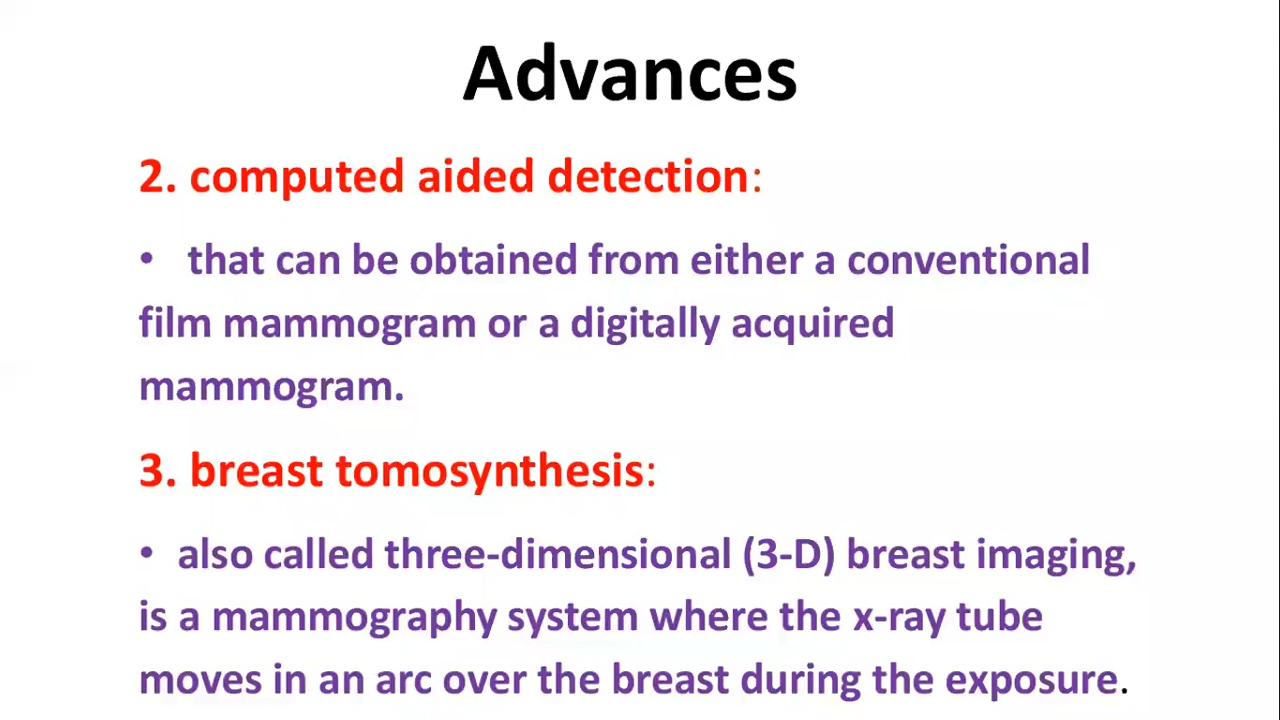 Advances
2. computed aided detection:
• that can be obtained from either a conventional
film mammogram or a digitally acquired
mammogram.
3. breast tomosynthesis:
• also called three-dimensional (3-D) breast imaging,
is a mammography system where the x-ray tube
moves in an arc over the breast during the exposure.